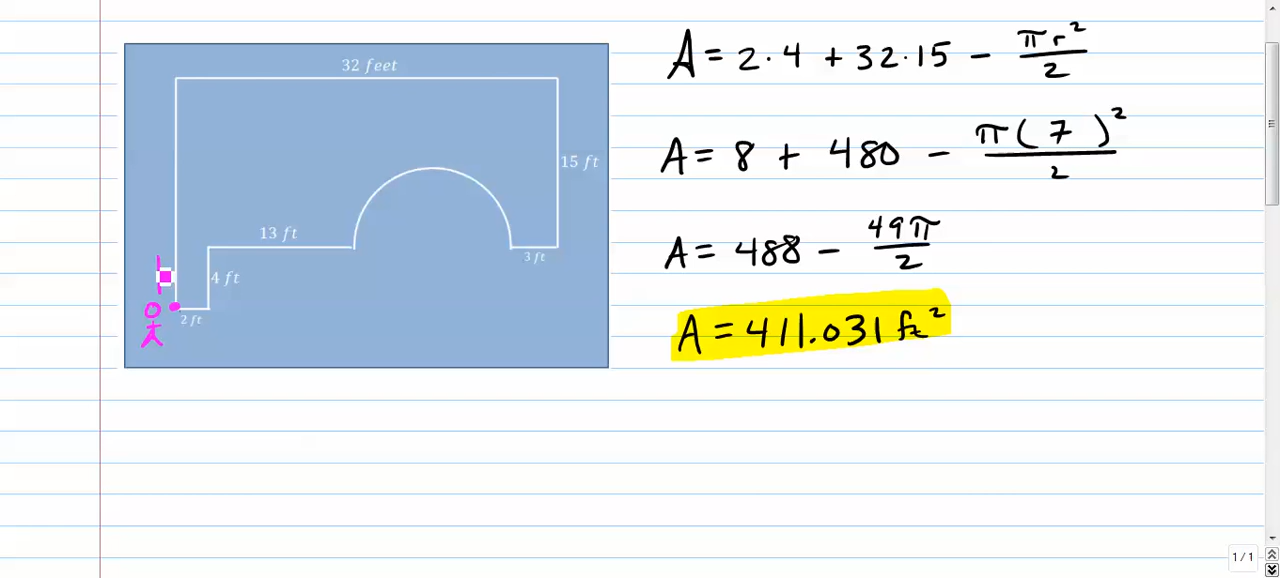 32 feet
15 ft
13 ft
3 ft
4 ft
2 ft
A = 2·4 + 32·15 − πr²/2
A = 8 + 480 − π(7)²/2
A = 488 − 49π/2
A = 411.031 ft²
1 / 1